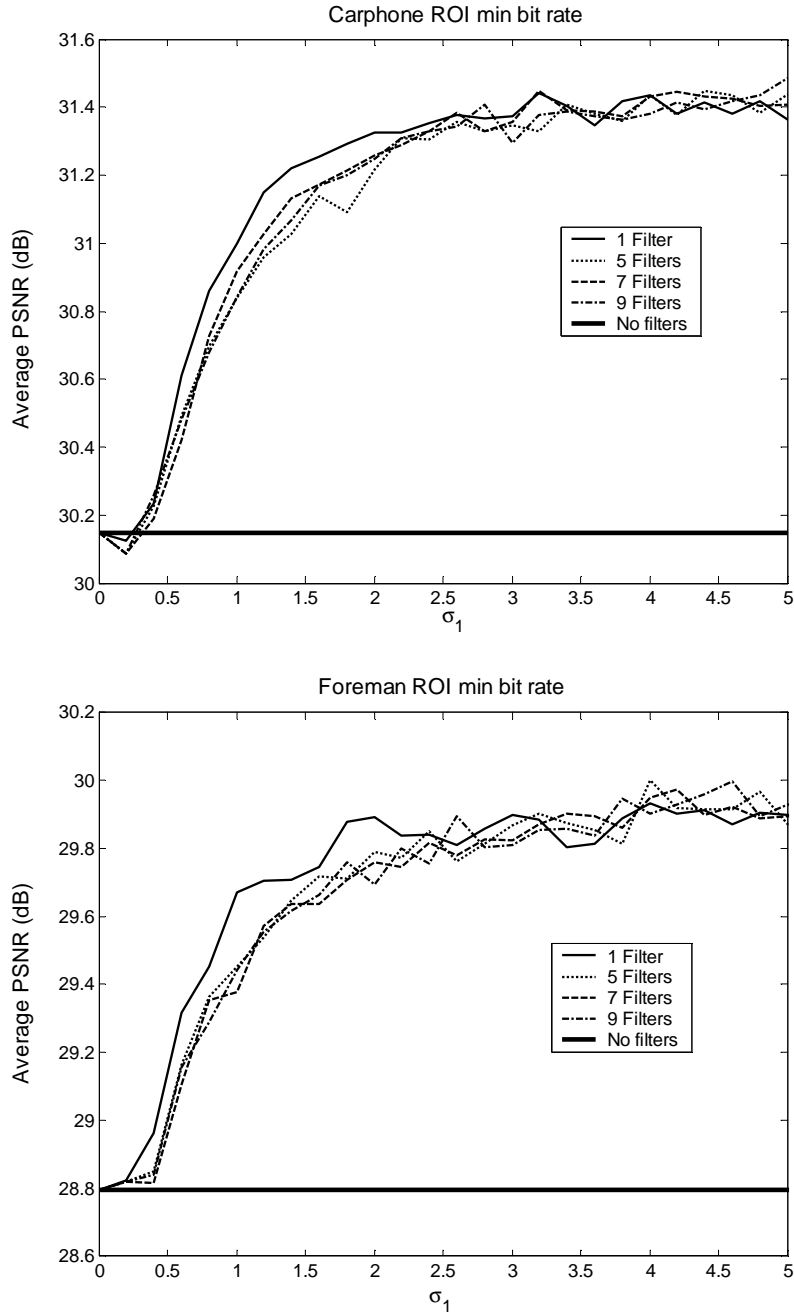 Carphone ROI min bit rate
31.6
31.4
31.2
31
30.8
30.6
30.4
30.2
30
Average PSNR (dB)
1 Filter
5 Filters
7 Filters
9 Filters
No filters
0 0.5 1 1.5 2 2.5 3 3.5 4 4.5 5
σ1
Foreman ROI min bit rate
30.2
30
29.8
29.6
29.4
29.2
29
28.8
28.6
Average PSNR (dB)
1 Filter
5 Filters
7 Filters
9 Filters
No filters
0 0.5 1 1.5 2 2.5 3 3.5 4 4.5 5
σ1